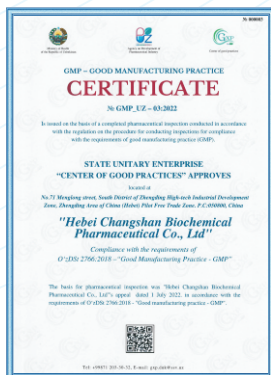 № 000003
GMP – GOOD MANUFACTURING PRACTICE
CERTIFICATE
№ GMP_UZ – 03:2022
Is issued on the basis of a completed pharmaceutical inspection conducted in accordance
with the regulation on the procedure for conducting inspections for compliance
with the requirements of good manufacturing practice (GMP).
STATE UNITARY ENTERPRISE
“CENTER OF GOOD PRACTICES” APPROVES
located at
No.71 Menglong street, South District of Zhengding High-tech Industrial Development
Zone, Zhengding Area of China (Hebei) Pilot Free Trade Zone, P.C:050800, China
"Hebei Changshan Biochemical
Pharmaceutical Co., Ltd"
Compliance with the requirements of
O‘zDSt 2766:2018 – “Good Manufacturing Practice - GMP”
The basis for pharmaceutical inspection was "Hebei Changshan Biochemical
Pharmaceutical Co., Ltd"s appeal dated 1 July 2022. in accordance with the
requirements of O‘zDSt 2766:2018 - "Good manufacturing practice - GMP".